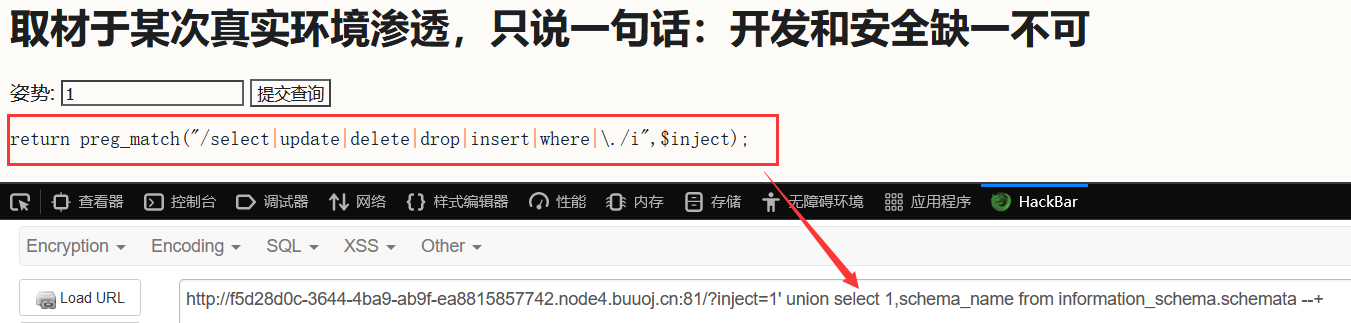 取材于某次真实环境渗透，只说一句话：开发和安全缺一不可
姿势: 1 提交查询
return preg_match("/select|update|delete|drop|insert|where|\./i",$inject);
查看器 控制台 调试器 网络 样式编辑器 性能 内存 存储 无障碍环境 应用程序 HackBar
Encryption Encoding SQL XSS Other
Load URL http://f5d28d0c-3644-4ba9-ab9f-ea8815857742.node4.buuoj.cn:81/?inject=1' union select 1,schema_name from information_schema.schemata --+